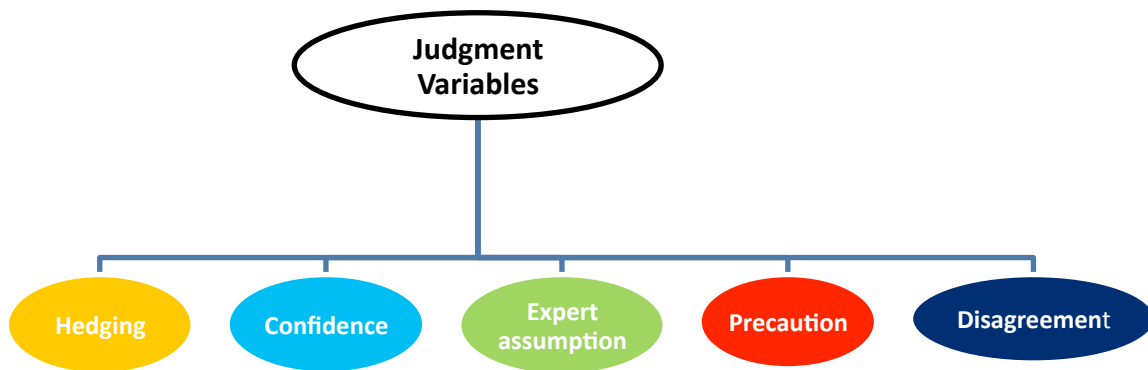 Judgment
Variables
Hedging
Confidence
Expert
assumption
Precaution
Disagreement